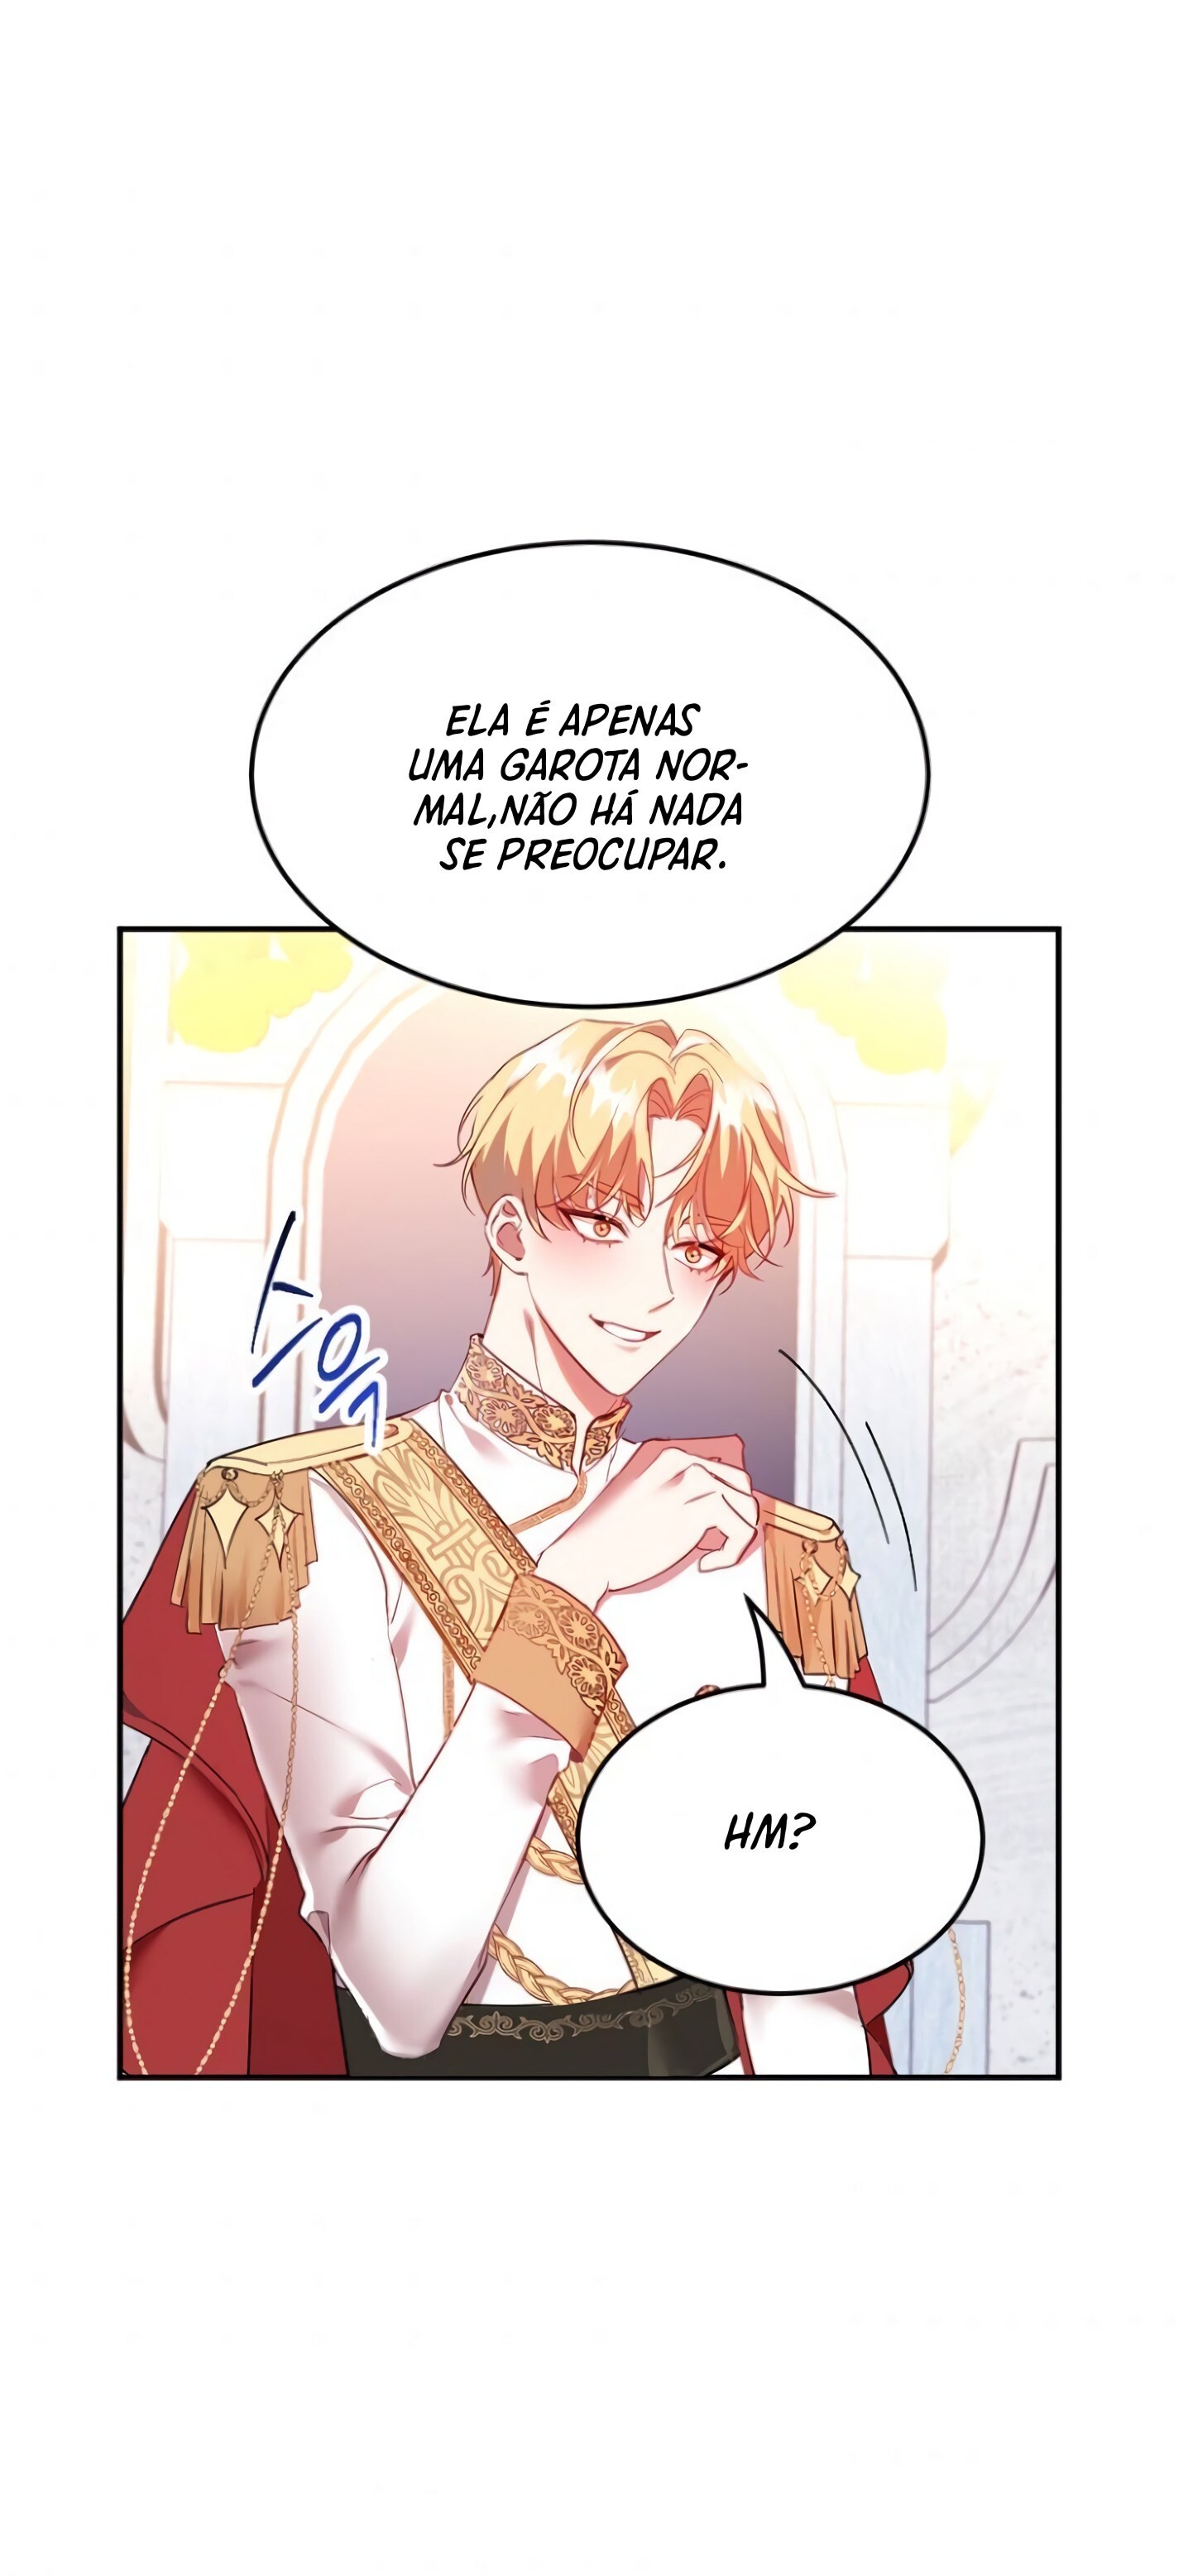 ELA É APENAS
UMA GAROTA NOR-
MAL,NÃO HÁ NADA
SE PREOCUPAR.
스윽
HM?